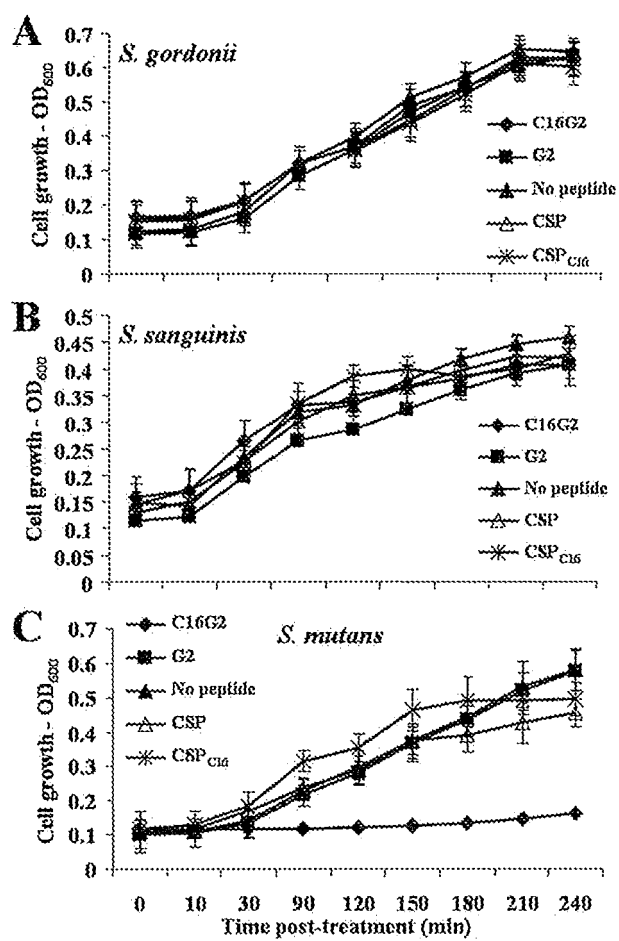 A
S. gordonii
Cell growth - OD600
0.7
0.6
0.5
0.4
0.3
0.2
0.1
0
C16G2
G2
No peptide
CSP
CSPC16
B
S. sanguinis
Cell growth - OD600
0.5
0.45
0.4
0.35
0.3
0.25
0.2
0.15
0.1
0.05
0
C16G2
G2
No peptide
CSP
CSPC16
C
S. mutans
Cell growth - OD600
0.7
0.6
0.5
0.4
0.3
0.2
0.1
0
C16G2
G2
No peptide
CSP
CSPC16
0 10 30 90 120 150 180 210 240
Time post-treatment (min)